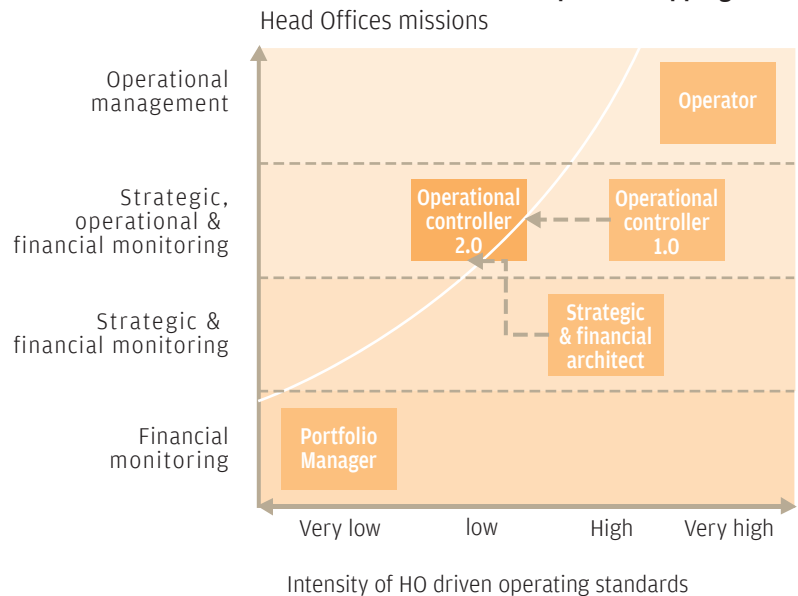 Head Offices missions
Operational
management
Operator
Strategic,
operational &
financial monitoring
Operational
controller
2.0
Operational
controller
1.0
Strategic &
financial monitoring
Strategic
& financial
architect
Financial
monitoring
Portfolio
Manager
Very low
low
High
Very high
Intensity of HO driven operating standards